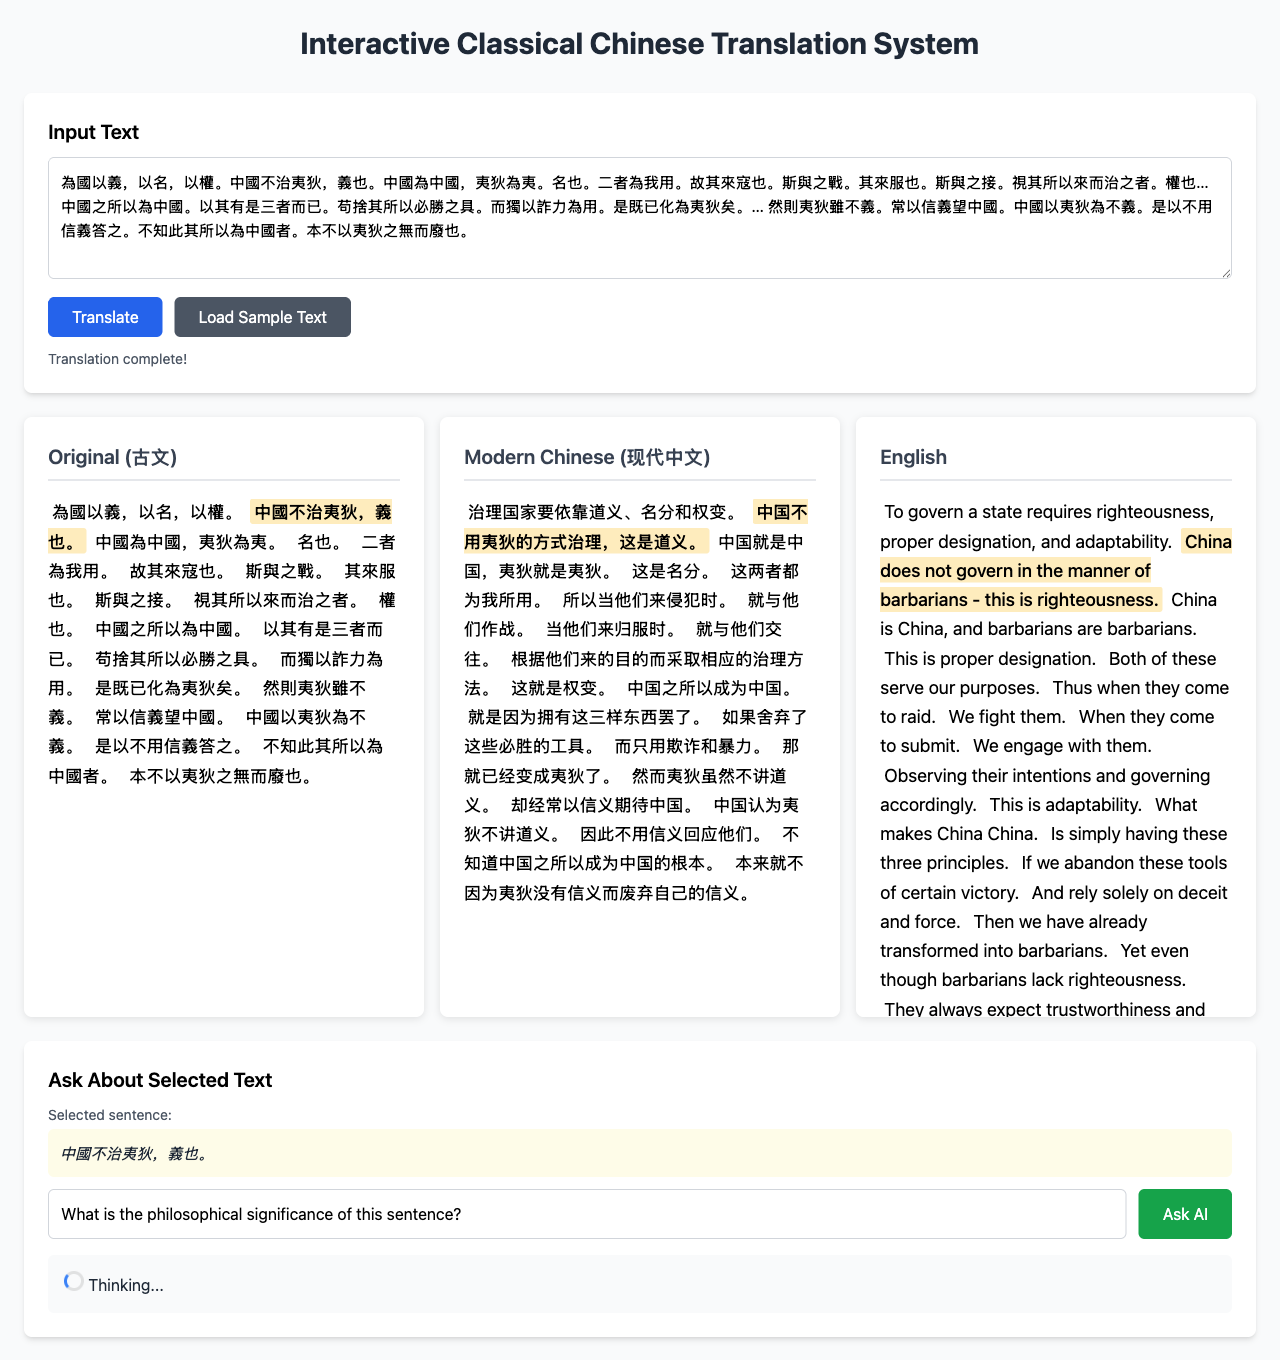 Interactive Classical Chinese Translation System
Input Text
為國以義，以名，以權。中國不治夷狄，義也。中國為中國，夷狄為夷。名也。二者為我用。故其來寇也。斯與之戰。其來服也。斯與之接。視其所以來而治之者。權也...
中國之所以為中國。以其有是三者而已。苟捨其所以必勝之具。而獨以詐力為用。是既已化為夷狄矣。... 然則夷狄雖不義。常以信義望中國。中國以夷狄為不義。是以不用
信義答之。不知此其所以為中國者。本不以夷狄之無而廢也。
Translate
Load Sample Text
Translation complete!
Original (古文)
為國以義，以名，以權。 中國不治夷狄，義
也。 中國為中國，夷狄為夷。 名也。 二者
為我用。 故其來寇也。 斯與之戰。 其來服
也。 斯與之接。 視其所以來而治之者。 權
也。 中國之所以為中國。 以其有是三者而
已。 苟捨其所以必勝之具。 而獨以詐力為
用。 是既已化為夷狄矣。 然則夷狄雖不
義。 常以信義望中國。 中國以夷狄為不
義。 是以不用信義答之。 不知此其所以為
中國者。 本不以夷狄之無而廢也。
Modern Chinese (现代中文)
治理国家要依靠道义、名分和权变。 中国不
用夷狄的方式治理，这是道义。 中国就是中
国，夷狄就是夷狄。 这是名分。 这两者都
为我所用。 所以当他们来侵犯时。 就与他
们作战。 当他们来归服时。 就与他们交
往。 根据他们来的目的而采取相应的治理方
法。 这就是权变。 中国之所以成为中国。
就是因为拥有这三样东西罢了。 如果舍弃了
这些必胜的工具。 而只用欺诈和暴力。 那
就已经变成夷狄了。 然而夷狄虽然不讲道
义。 却经常以信义期待中国。 中国认为夷
狄不讲道义。 因此不用信义回应他们。 不
知道中国之所以成为中国的根本。 本来就不
因为夷狄没有信义而废弃自己的信义。
English
To govern a state requires righteousness,
proper designation, and adaptability. China
does not govern in the manner of
barbarians - this is righteousness. China
is China, and barbarians are barbarians.
This is proper designation. Both of these
serve our purposes. Thus when they come
to raid. We fight them. When they come
to submit. We engage with them.
Observing their intentions and governing
accordingly. This is adaptability. What
makes China China. Is simply having these
three principles. If we abandon these tools
of certain victory. And rely solely on deceit
and force. Then we have already
transformed into barbarians. Yet even
though barbarians lack righteousness.
They always expect trustworthiness and
Ask About Selected Text
Selected sentence:
中國不治夷狄，義也。
What is the philosophical significance of this sentence?
Ask AI
Thinking...